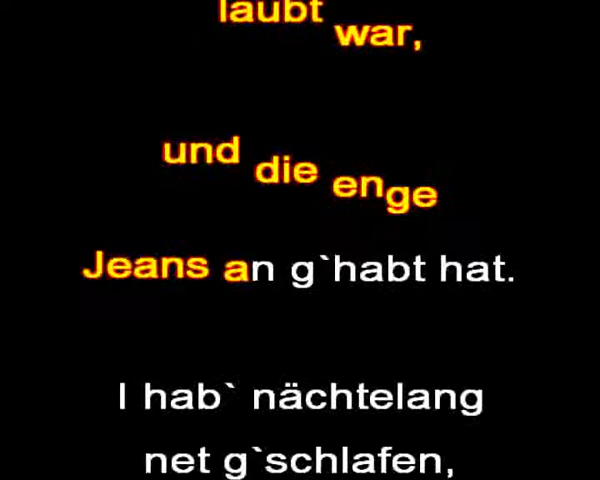 laubt war,
und die enge
Jeans an g`habt hat.
I hab` nächtelang
net g`schlafen,